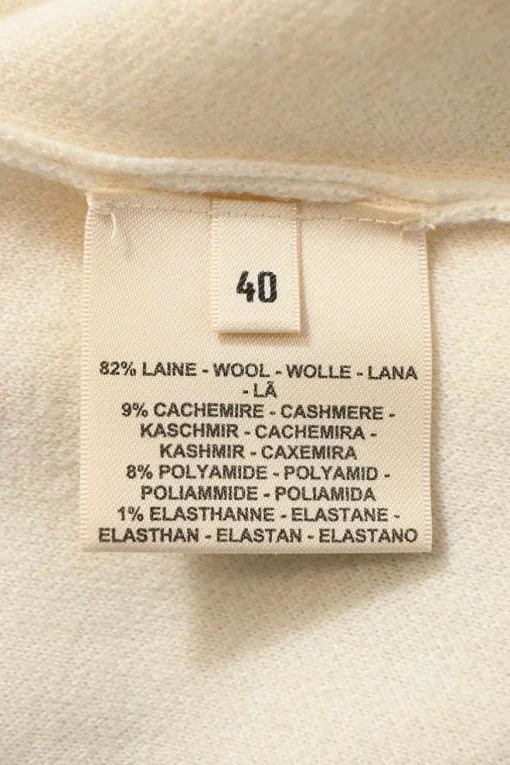 40
82% LAINE - WOOL - WOLLE - LANA
- LÃ
9% CACHEMIRE - CASHMERE -
KASCHMIR - CACHEMIRA -
KASHMIR - CAXEMIRA
8% POLYAMIDE - POLYAMID -
POLIAMMIDE - POLIAMIDA
1% ELASTHANNE - ELASTANE -
ELASTHAN - ELASTAN - ELASTANO